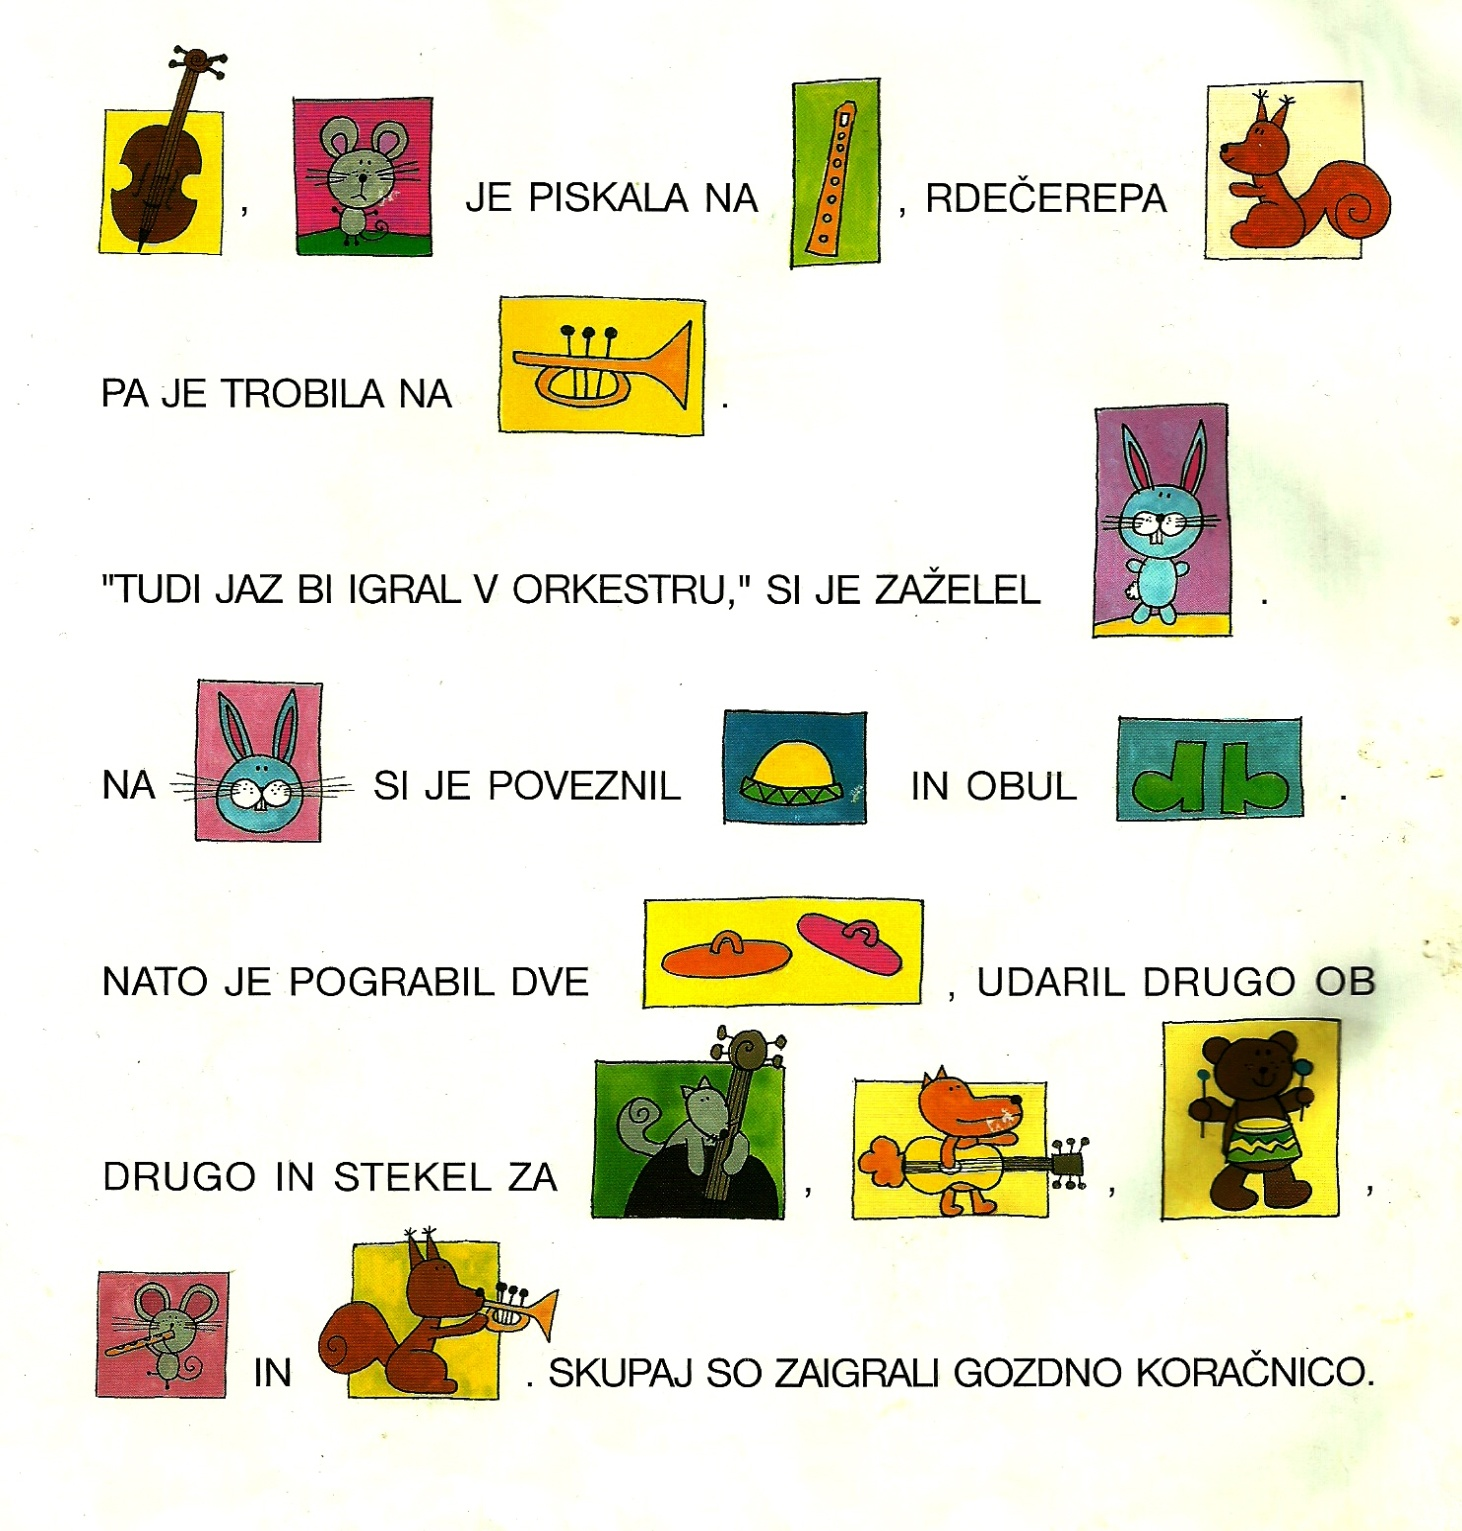 , JE PISKALA NA , RDEČEREPA
PA JE TROBILA NA .
"TUDI JAZ BI IGRAL V ORKESTRU," SI JE ZAŽELEL .
NA SI JE POVEZNIL IN OBUL .
NATO JE POGRABIL DVE , UDARIL DRUGO OB
DRUGO IN STEKEL ZA , , ,
IN . SKUPAJ SO ZAIGRALI GOZDNO KORAČNICO.